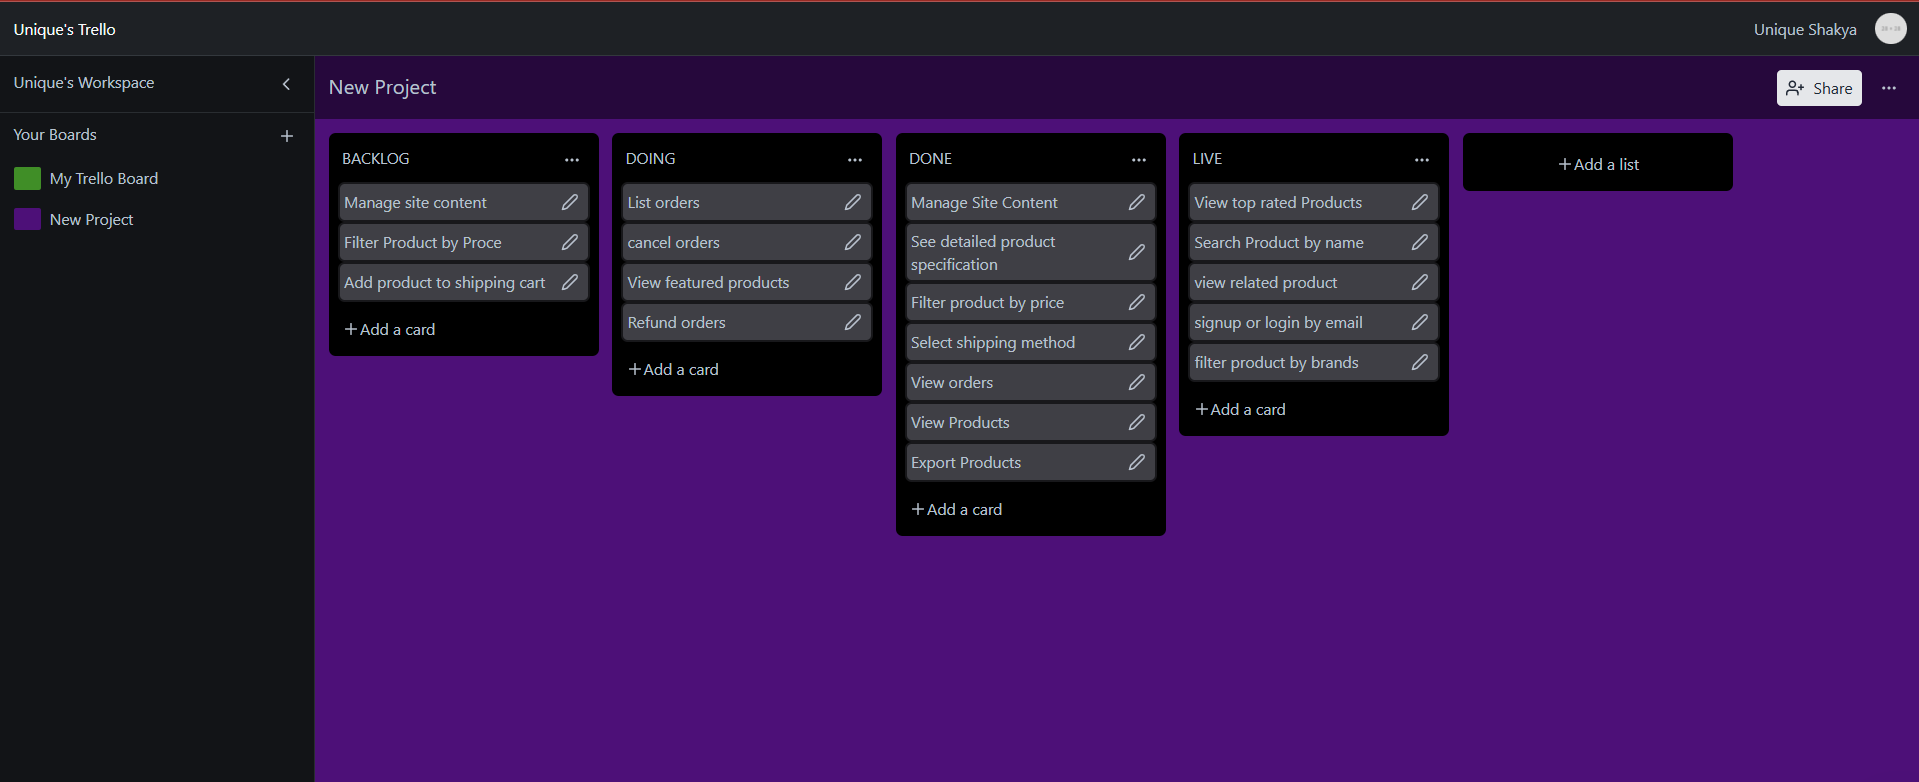 Unique's Trello
Unique Shakya
Unique's Workspace
Your Boards
My Trello Board
New Project
New Project
Share
BACKLOG
Manage site content
Filter Product by Proce
Add product to shipping cart
+ Add a card
DOING
List orders
cancel orders
View featured products
Refund orders
+ Add a card
DONE
Manage Site Content
See detailed product
specification
Filter product by price
Select shipping method
View orders
View Products
Export Products
+ Add a card
LIVE
View top rated Products
Search Product by name
view related product
signup or login by email
filter product by brands
+ Add a card
+ Add a list